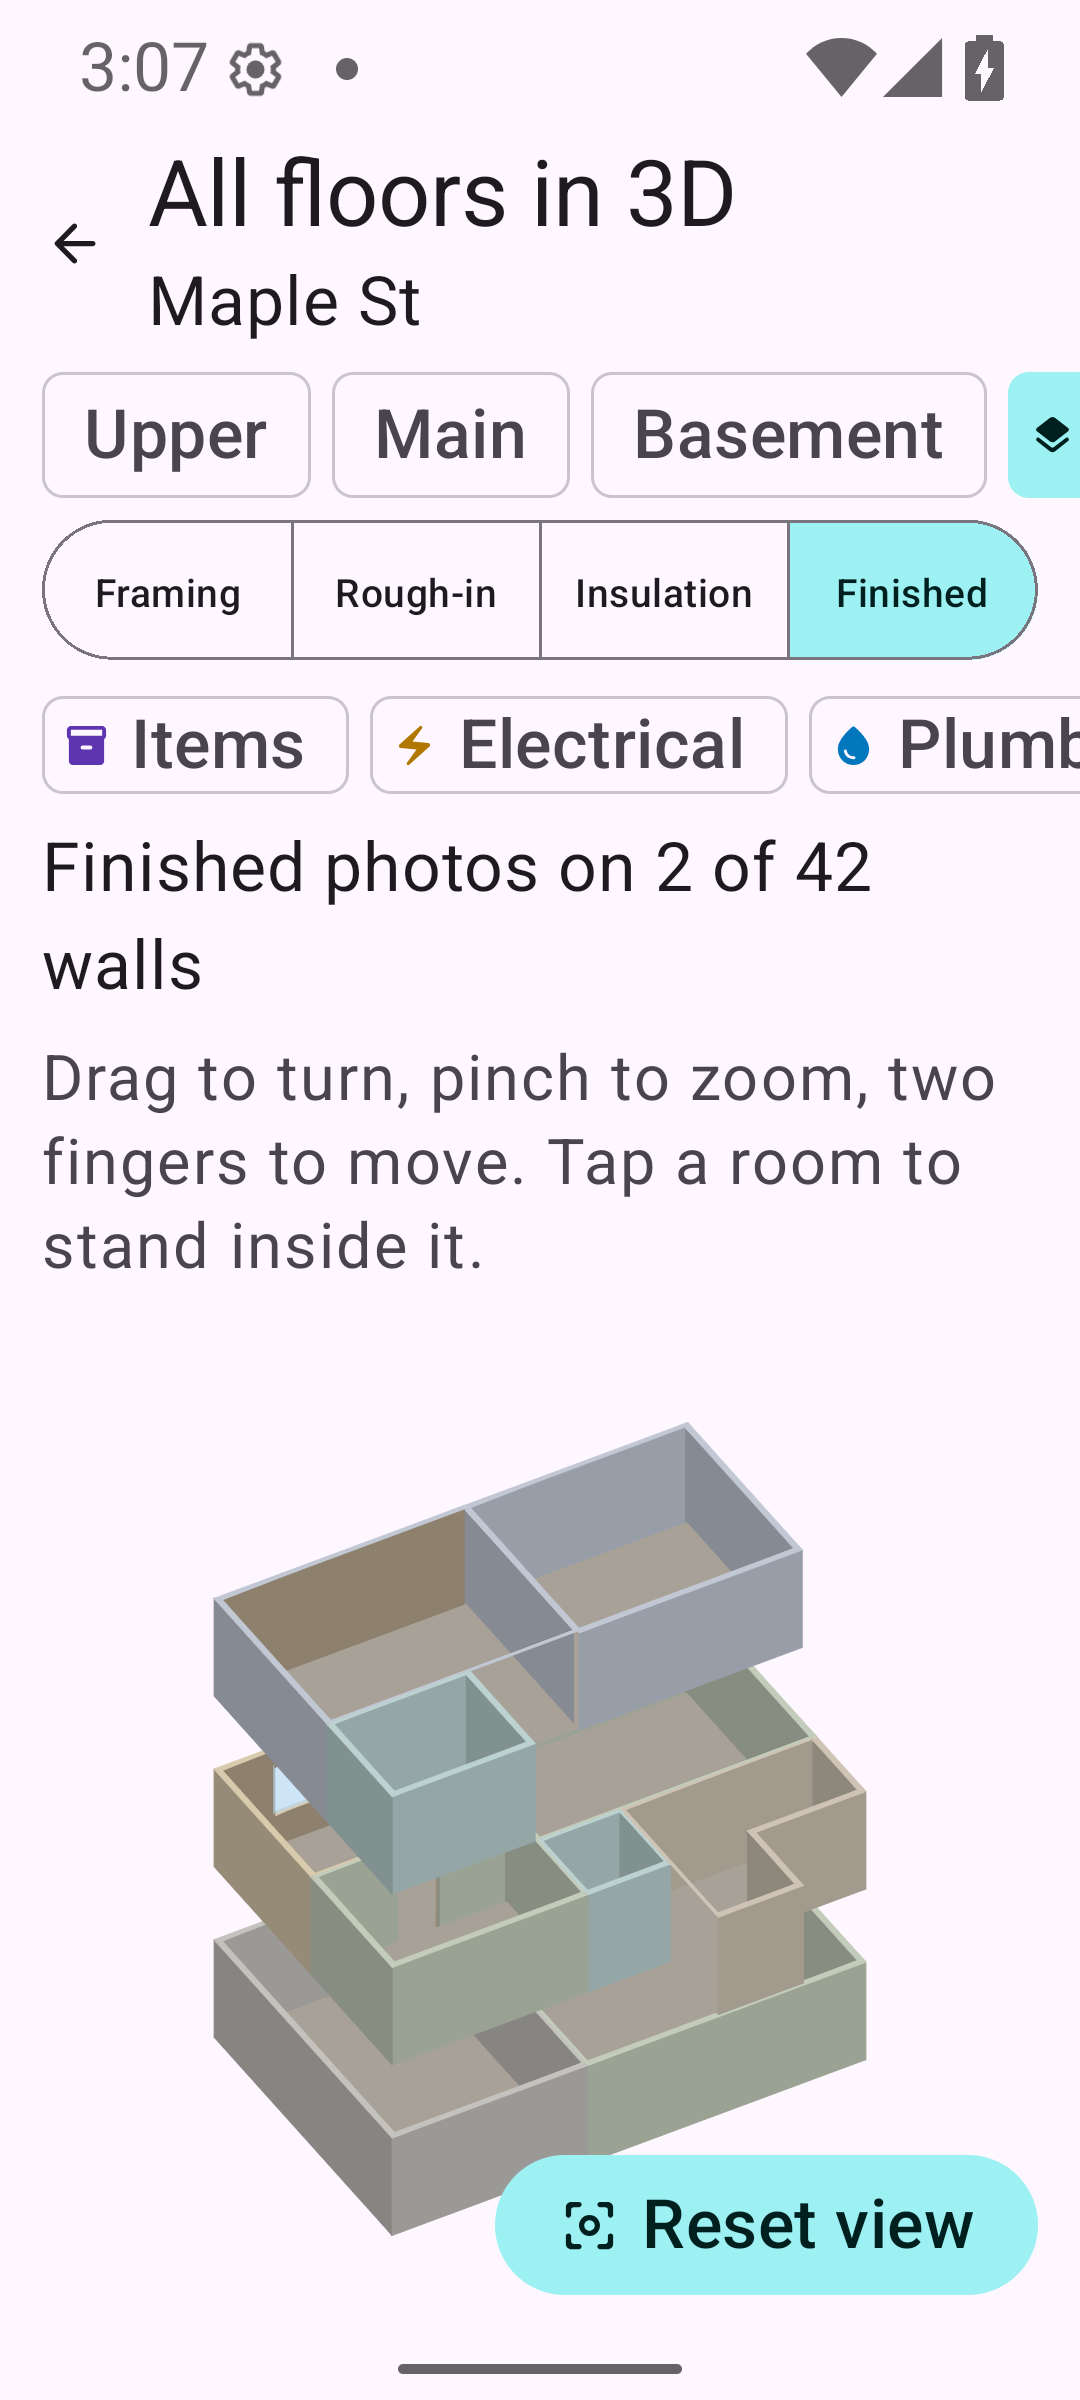 3:07
All floors in 3D
Maple St
Upper
Main
Basement
Framing
Rough-in
Insulation
Finished
Items
Electrical
Plumb
Finished photos on 2 of 42
walls
Drag to turn, pinch to zoom, two
fingers to move. Tap a room to
stand inside it.
Reset view